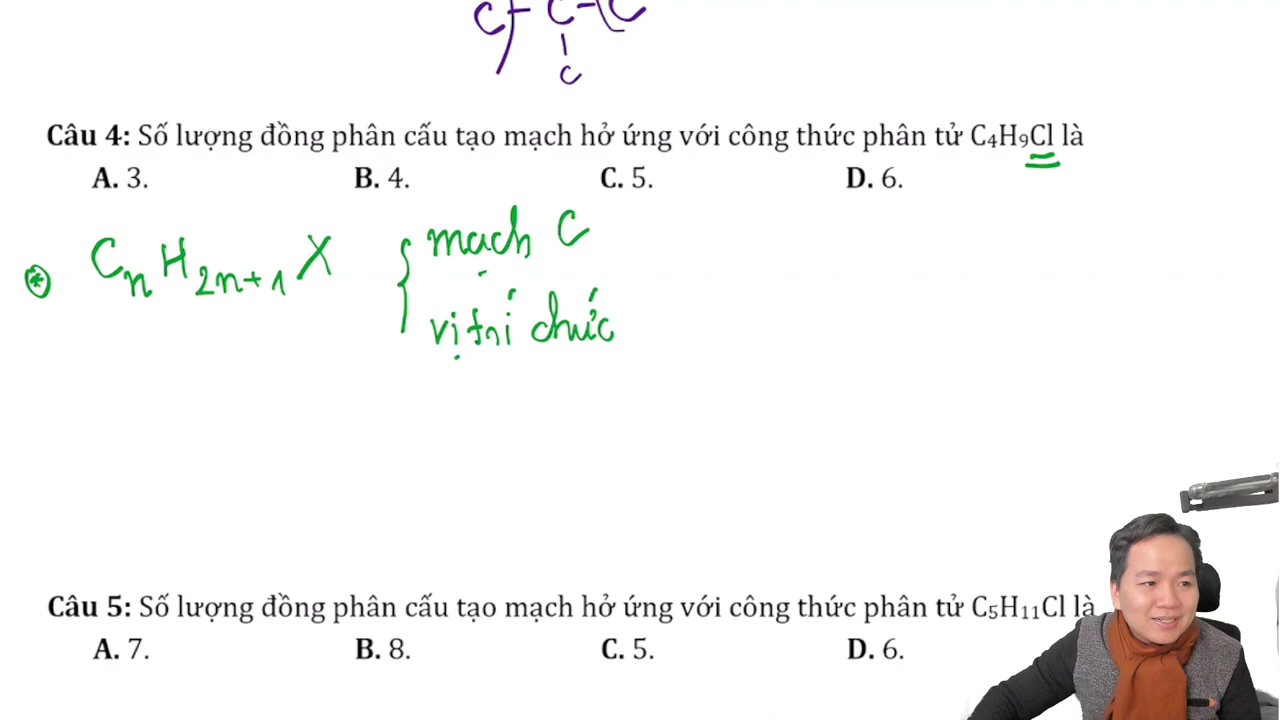 C – C – C
C
Câu 4: Số lượng đồng phân cấu tạo mạch hở ứng với công thức phân tử C₄H₉Cl là
A. 3. B. 4. C. 5. D. 6.
* CₙH₂ₙ₊₁X { mạch C
vị trí chức
Câu 5: Số lượng đồng phân cấu tạo mạch hở ứng với công thức phân tử C₅H₁₁Cl là
A. 7. B. 8. C. 5. D. 6.